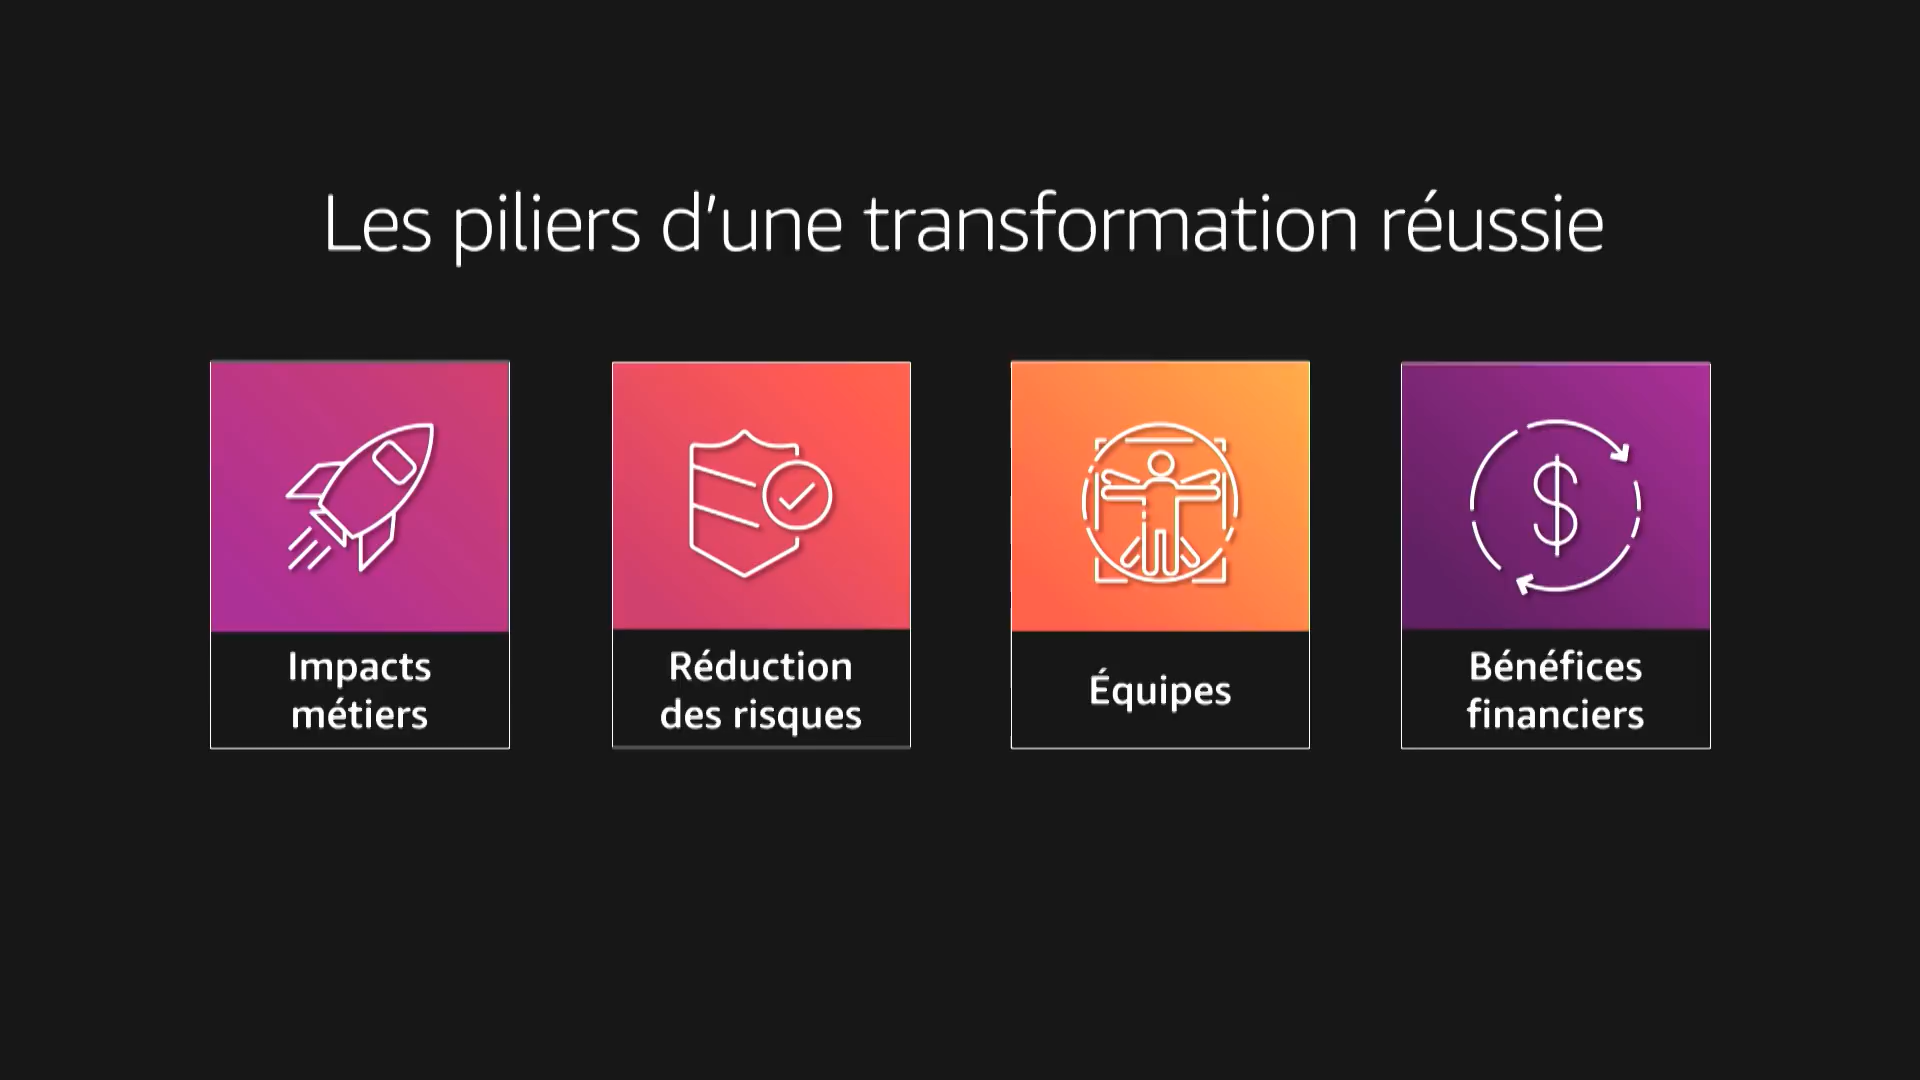 Les piliers d’une transformation réussie
Impacts
métiers
Réduction
des risques
Équipes
Bénéfices
financiers